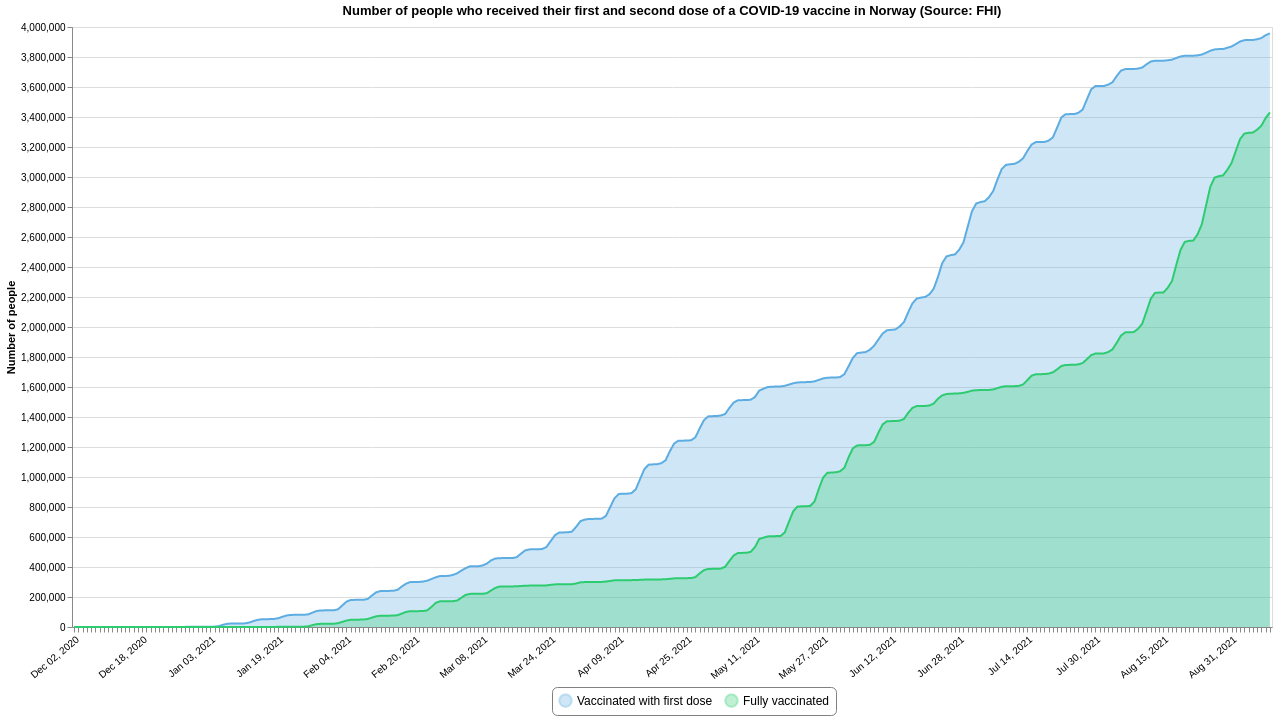 Number of people who received their first and second dose of a COVID-19 vaccine in Norway (Source: FHI)
4,000,000
3,800,000
3,600,000
3,400,000
3,200,000
3,000,000
2,800,000
2,600,000
2,400,000
2,200,000
2,000,000
1,800,000
1,600,000
1,400,000
1,200,000
1,000,000
800,000
600,000
400,000
200,000
0
Number of people
Dec 02, 2020
Dec 18, 2020
Jan 03, 2021
Jan 19, 2021
Feb 04, 2021
Feb 20, 2021
Mar 08, 2021
Mar 24, 2021
Apr 09, 2021
Apr 25, 2021
May 11, 2021
May 27, 2021
Jun 12, 2021
Jun 28, 2021
Jul 14, 2021
Jul 30, 2021
Aug 15, 2021
Aug 31, 2021
Vaccinated with first dose
Fully vaccinated